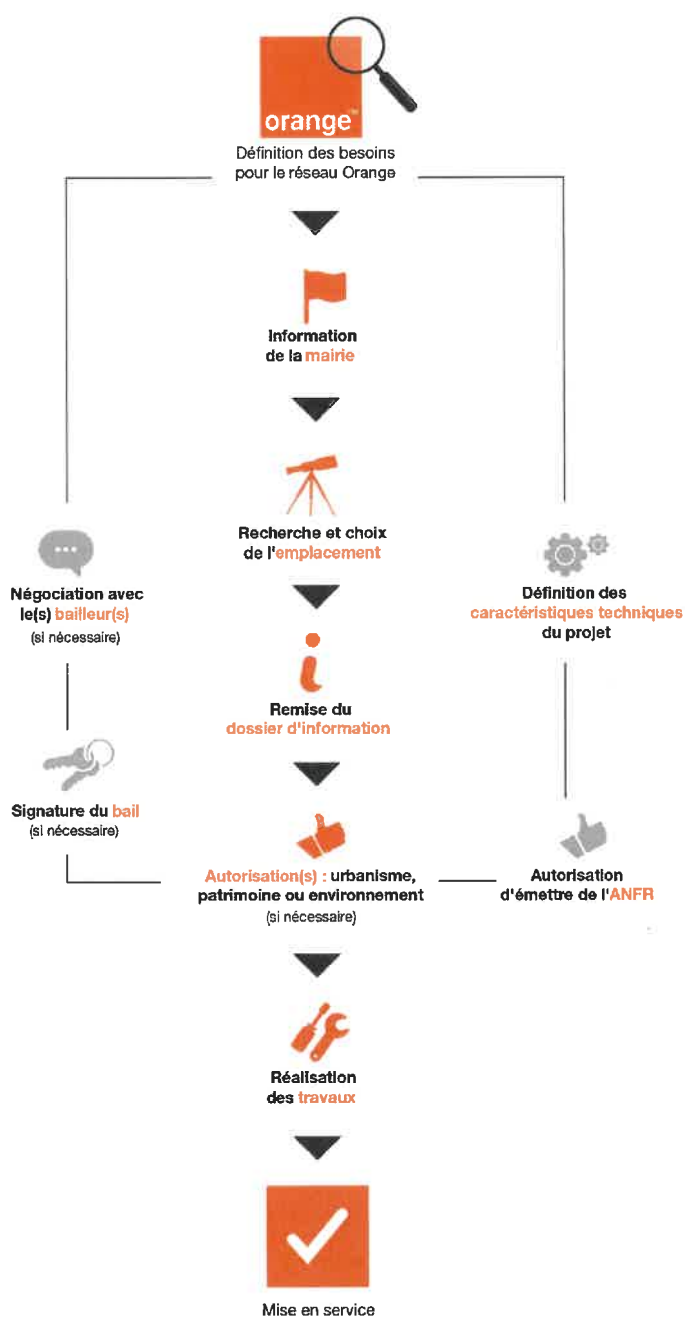 orange™
Définition des besoins
pour le réseau Orange
Information
de la mairie
Recherche et choix
de l'emplacement
Négociation avec
le(s) bailleur(s)
(si nécessaire)
Définition des
caractéristiques techniques
du projet
Remise du
dossier d'information
Signature du bail
(si nécessaire)
Autorisation(s) : urbanisme,
patrimoine ou environnement
(si nécessaire)
Autorisation
d'émettre de l'ANFR
Réalisation
des travaux
Mise en service